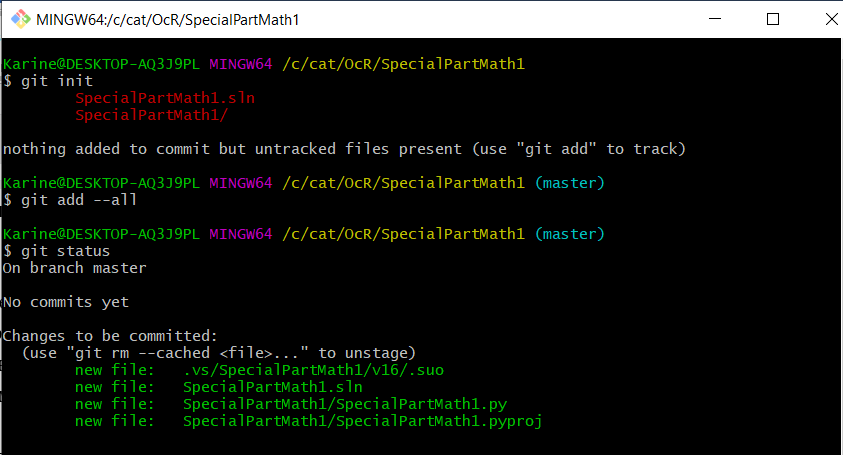 MINGW64:/c/cat/OcR/SpecialPartMath1
Karine@DESKTOP-AQ3J9PL MINGW64 /c/cat/OcR/SpecialPartMath1
$ git init
SpecialPartMath1.sln
SpecialPartMath1/
nothing added to commit but untracked files present (use "git add" to track)
Karine@DESKTOP-AQ3J9PL MINGW64 /c/cat/OcR/SpecialPartMath1 (master)
$ git add --all
Karine@DESKTOP-AQ3J9PL MINGW64 /c/cat/OcR/SpecialPartMath1 (master)
$ git status
On branch master
No commits yet
Changes to be committed:
(use "git rm --cached <file>..." to unstage)
new file: .vs/SpecialPartMath1/v16/.suo
new file: SpecialPartMath1.sln
new file: SpecialPartMath1/SpecialPartMath1.py
new file: SpecialPartMath1/SpecialPartMath1.pyproj